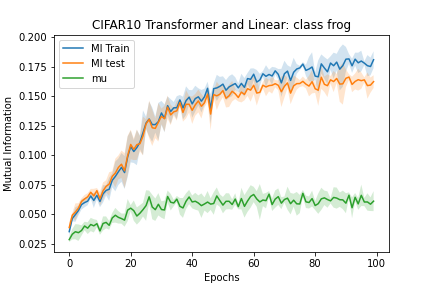 CIFAR10 Transformer and Linear: class frog
MI Train
MI test
mu
Mutual Information
0.200
0.175
0.150
0.125
0.100
0.075
0.050
0.025
0
20
40
60
80
100
Epochs